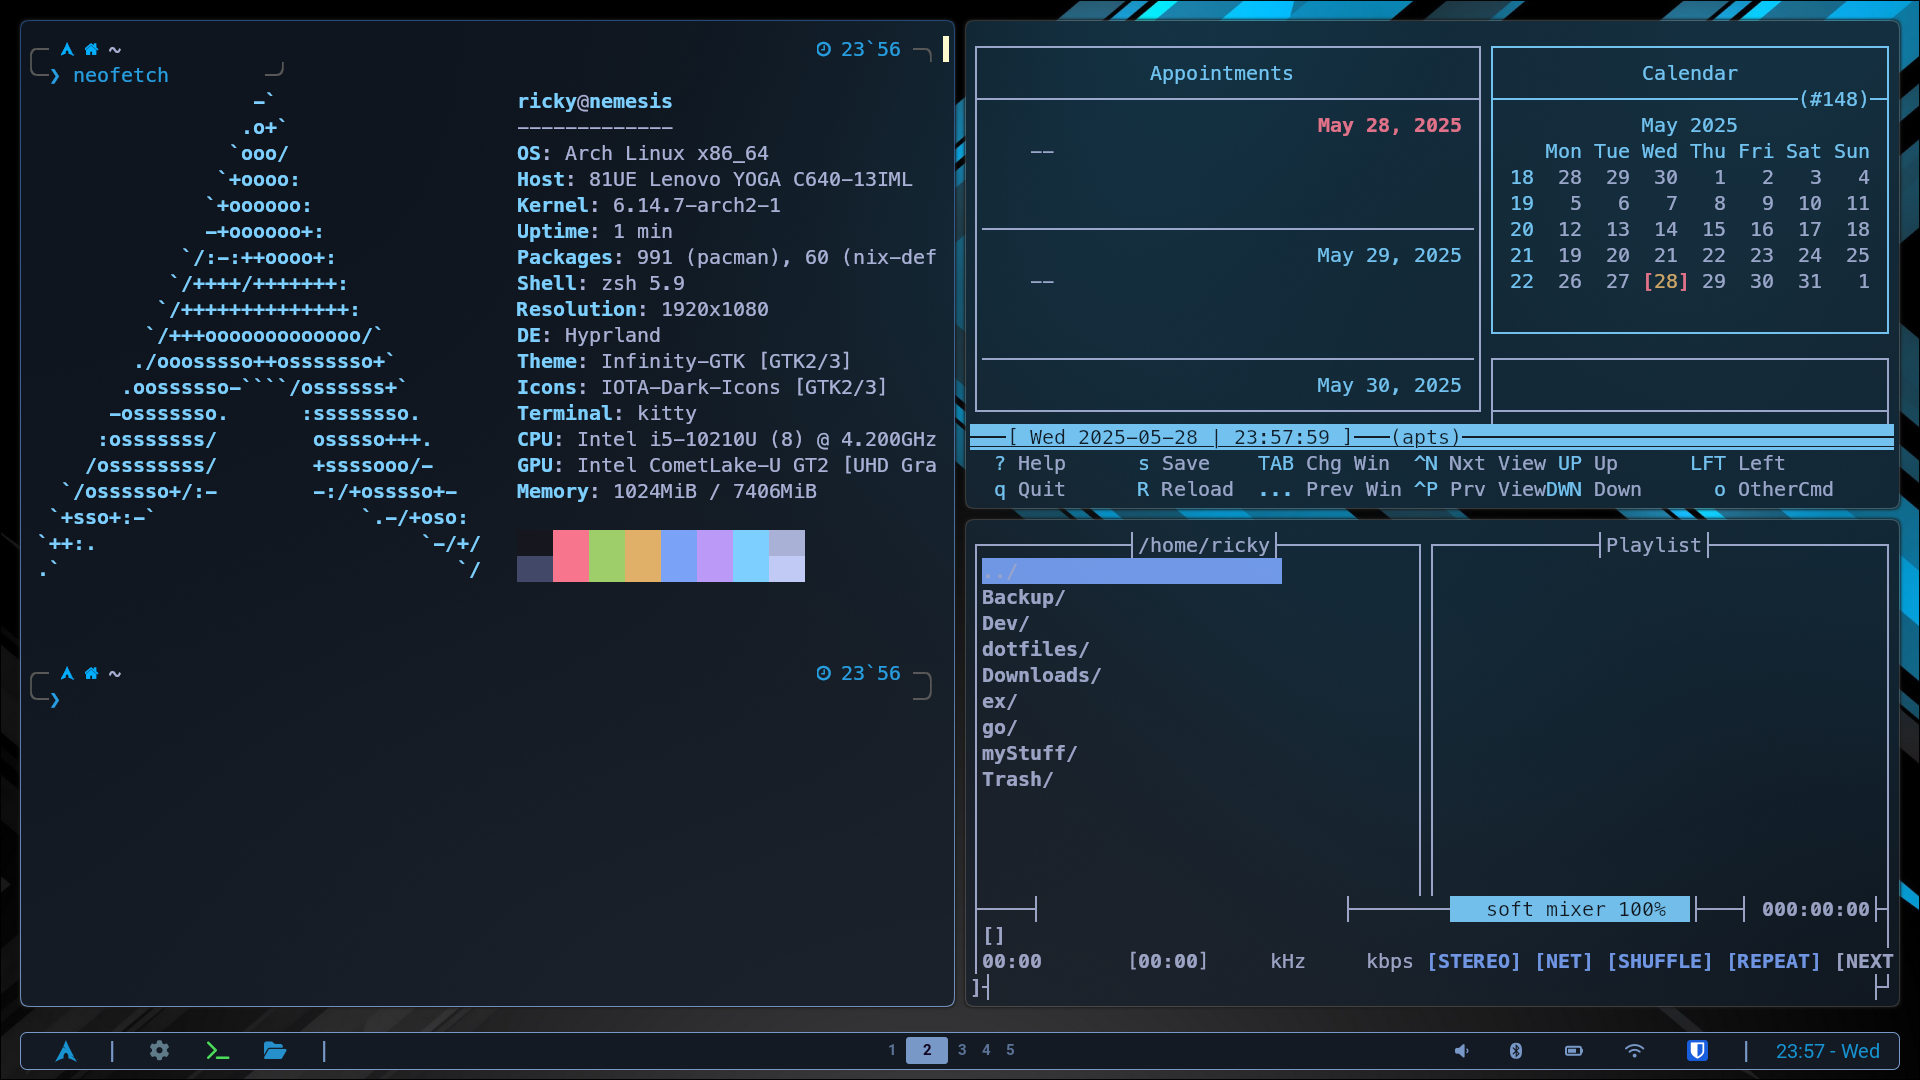 ~ 23`56
❯ neofetch
-`
.o+`
`ooo/
`+oooo:
`+oooooo:
-+oooooo+:
`/:-:++oooo+:
`/++++/+++++++:
`/++++++++++++++:
`/+++ooooooooooooo/`
./ooosssso++osssssso+`
.oossssso-````/ossssss+`
-osssssso. :ssssssso.
:osssssss/ osssso+++.
/ossssssss/ +ssssooo/-
`/ossssso+/:- -:/+osssso+-
`+sso+:-` `.-/+oso:
`++:. `-/+/
.` `/
ricky@nemesis
-------------
OS: Arch Linux x86_64
Host: 81UE Lenovo YOGA C640-13IML
Kernel: 6.14.7-arch2-1
Uptime: 1 min
Packages: 991 (pacman), 60 (nix-def
Shell: zsh 5.9
Resolution: 1920x1080
DE: Hyprland
Theme: Infinity-GTK [GTK2/3]
Icons: IOTA-Dark-Icons [GTK2/3]
Terminal: kitty
CPU: Intel i5-10210U (8) @ 4.200GHz
GPU: Intel CometLake-U GT2 [UHD Gra
Memory: 1024MiB / 7406MiB
~ 23`56
❯
Appointments
May 28, 2025
--
May 29, 2025
--
May 30, 2025
Calendar
(#148)
May 2025
Mon Tue Wed Thu Fri Sat Sun
18 28 29 30 1 2 3 4
19 5 6 7 8 9 10 11
20 12 13 14 15 16 17 18
21 19 20 21 22 23 24 25
22 26 27 [28] 29 30 31 1
[ Wed 2025-05-28 | 23:57:59 ] (apts)
? Help s Save TAB Chg Win ^N Nxt View UP Up LFT Left
q Quit R Reload ... Prev Win ^P Prv ViewDWN Down o OtherCmd
/home/ricky
../
Backup/
Dev/
dotfiles/
Downloads/
ex/
go/
myStuff/
Trash/
Playlist
soft mixer 100% 000:00:00
[]
00:00 [00:00] kHz kbps [STEREO] [NET] [SHUFFLE] [REPEAT] [NEXT
]
| >_ | 1 2 3 4 5 | 23:57 - Wed